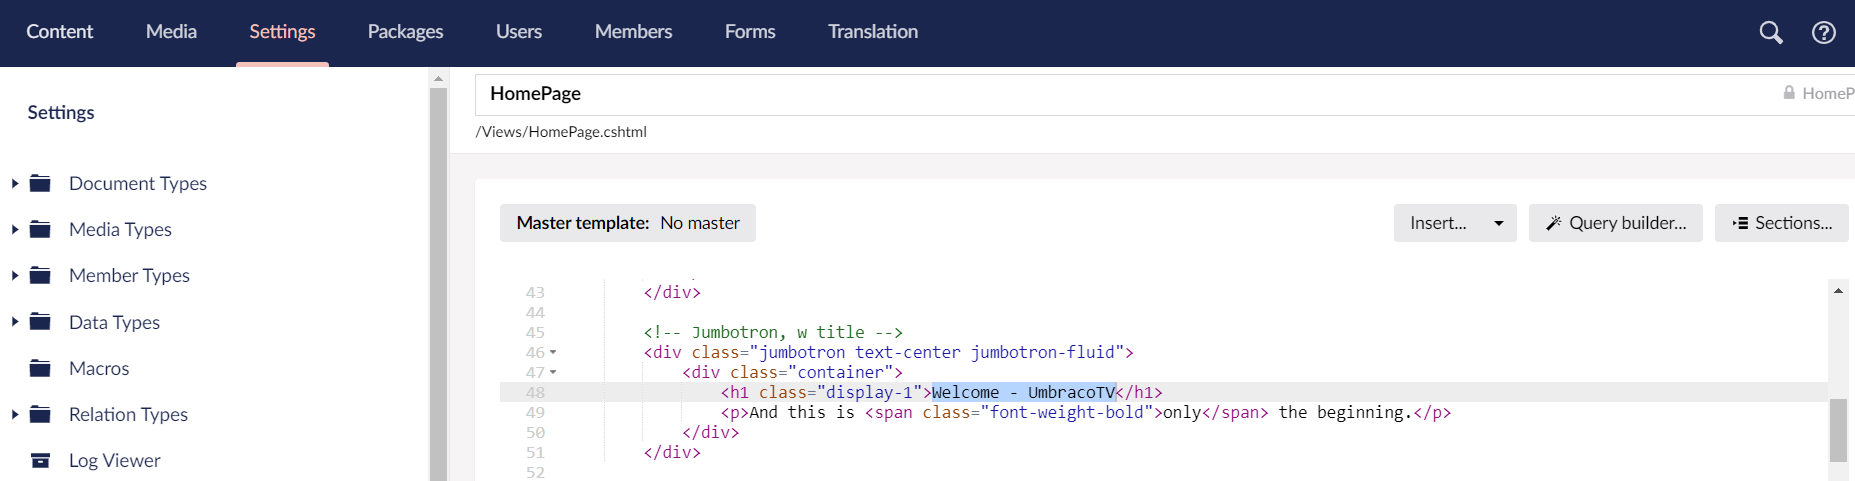 Content Media Settings Packages Users Members Forms Translation
Settings
Document Types
Media Types
Member Types
Data Types
Macros
Relation Types
Log Viewer
HomePage
HomeP
/Views/HomePage.cshtml
Master template: No master
Insert...
Query builder...
Sections...
43 </div>
44
45 <!-- Jumbotron, w title -->
46 <div class="jumbotron text-center jumbotron-fluid">
47 <div class="container">
48 <h1 class="display-1">Welcome - UmbracoTV</h1>
49 <p>And this is <span class="font-weight-bold">only</span> the beginning.</p>
50 </div>
51 </div>
52